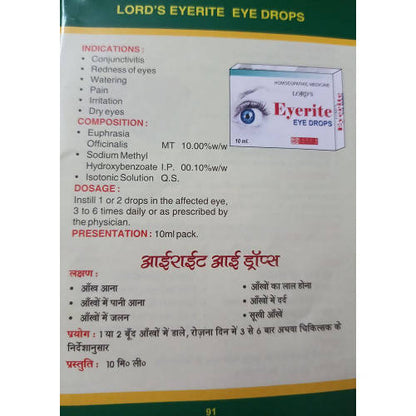 LORD'S EYERITE EYE DROPS
INDICATIONS :
• Conjunctivitis
• Redness of eyes
• Watering
• Pain
• Irritation
• Dry eyes
HOMOEOPATHIC MEDICINE
LORD'S
Eyerite
EYE DROPS
10 ml.
Eyerite
EYE DROPS
COMPOSITION :
• Euphrasia
Officinalis MT 10.00%w/w
• Sodium Methyl
Hydroxybenzoate I.P. 00.10%w/w
• Isotonic Solution Q.S.
DOSAGE :
Instill 1 or 2 drops in the affected eye,
3 to 6 times daily or as prescribed by
the physician.
PRESENTATION : 10ml pack.
आईराईट आई ड्रॉप्स
लक्षण :
• आँख आना • आँखों का लाल होना
• आँखों में पानी आना • आँखों में दर्द
• आँखों में जलन • सूखी आँखें
प्रयोग : 1 या 2 बूँद आँखों में डाले, रोज़ना दिन में 3 से 6 बार अथवा चिकित्सक के
निर्देशानुसार
प्रस्तुति : 10 मि० ली०
91